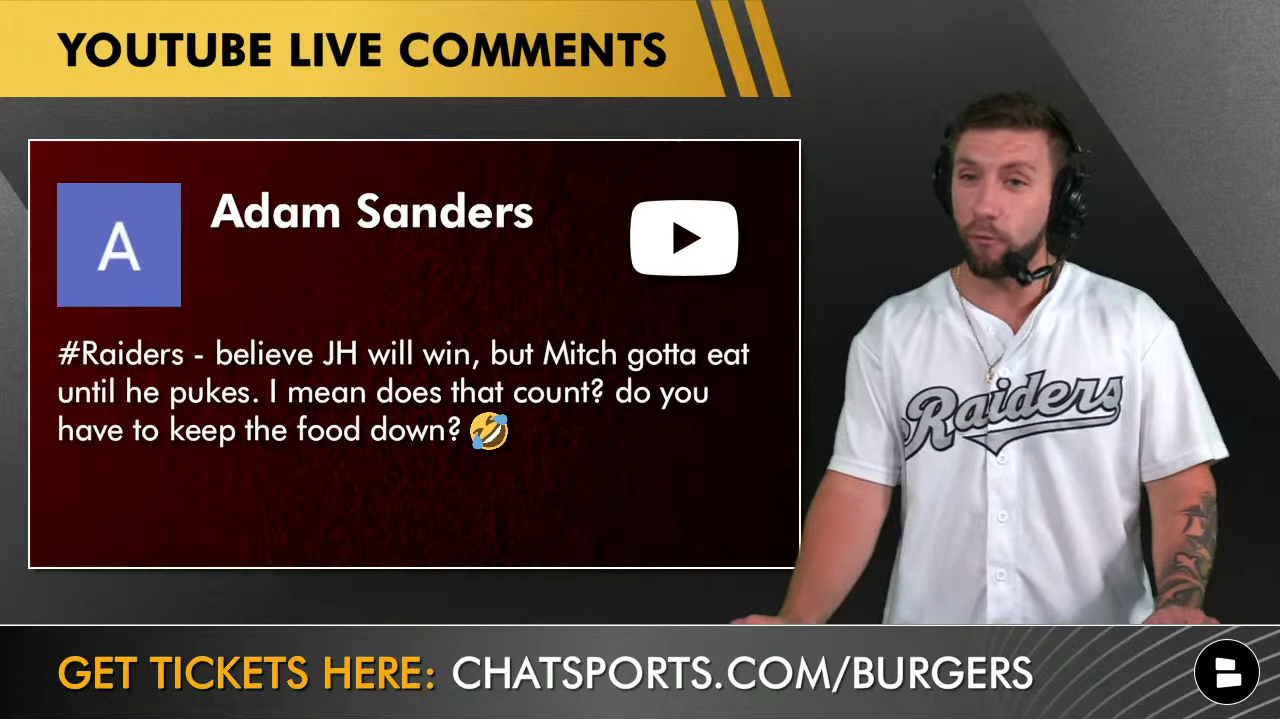 YOUTUBE LIVE COMMENTS
A
Adam Sanders
#Raiders - believe JH will win, but Mitch gotta eat
until he pukes. I mean does that count? do you
have to keep the food down? 🤣
Raiders
GET TICKETS HERE: CHATSPORTS.COM/BURGERS